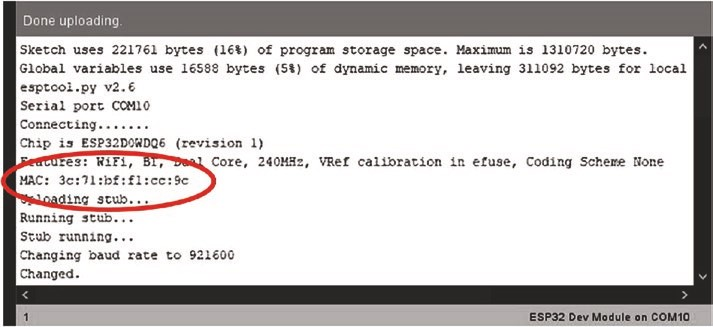 Done uploading.
Sketch uses 221761 bytes (16%) of program storage space. Maximum is 1310720 bytes.
Global variables use 16588 bytes (5%) of dynamic memory, leaving 311092 bytes for local
esptool.py v2.6
Serial port COM10
Connecting.......
Chip is ESP32D0WDQ6 (revision 1)
Features: WiFi, BT, Dual Core, 240MHz, VRef calibration in efuse, Coding Scheme None
MAC: 3c:71:bf:f1:cc:9c
Uploading stub...
Running stub...
Stub running...
Changing baud rate to 921600
Changed.
1 ESP32 Dev Module on COM10